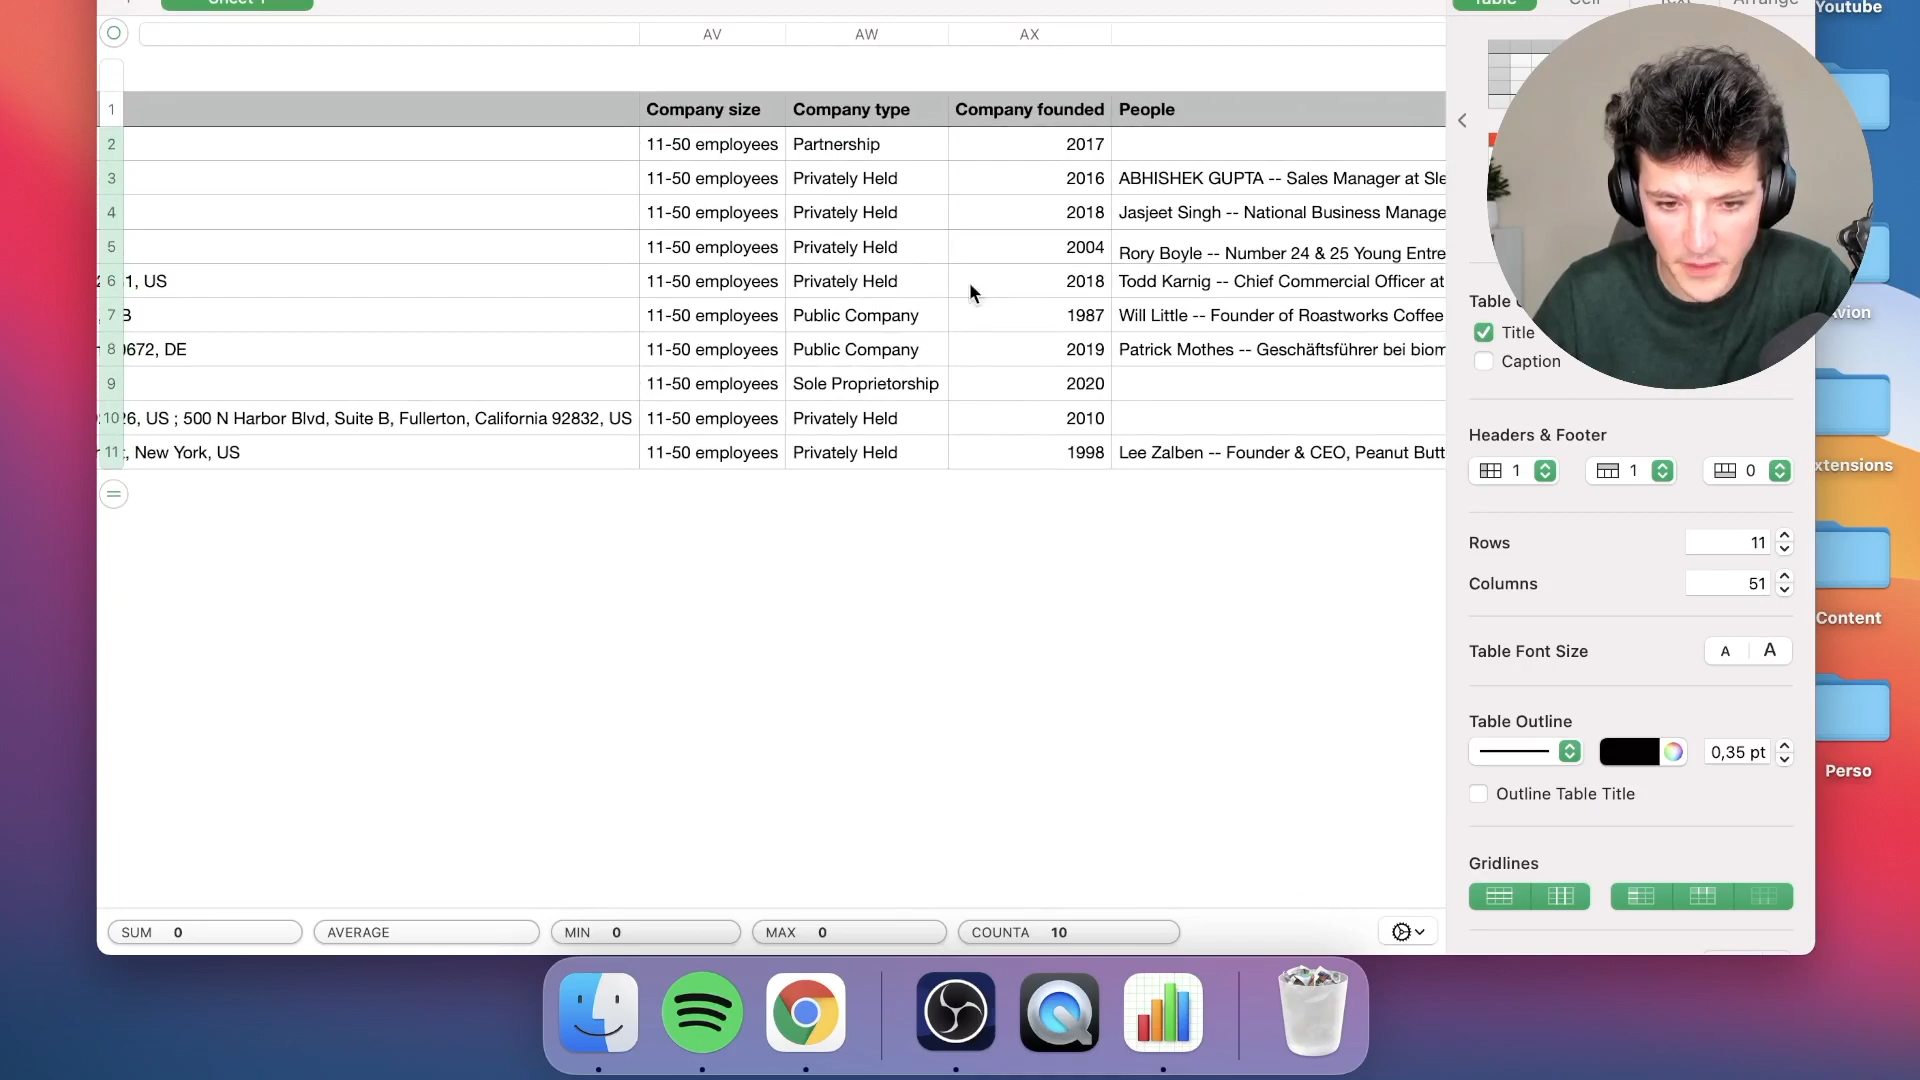 Sheet 1
Table Cell Text Arrange
Youtube
AV AW AX
1 Company size Company type Company founded People
2 11-50 employees Partnership 2017
3 11-50 employees Privately Held 2016 ABHISHEK GUPTA -- Sales Manager at Sle
4 11-50 employees Privately Held 2018 Jasjeet Singh -- National Business Manage
5 11-50 employees Privately Held 2004 Rory Boyle -- Number 24 & 25 Young Entre
6 1, US 11-50 employees Privately Held 2018 Todd Karnig -- Chief Commercial Officer at
7 B 11-50 employees Public Company 1987 Will Little -- Founder of Roastworks Coffee
8 0672, DE 11-50 employees Public Company 2019 Patrick Mothes -- Geschäftsführer bei biom
9 11-50 employees Sole Proprietorship 2020
10 26, US ; 500 N Harbor Blvd, Suite B, Fullerton, California 92832, US 11-50 employees Privately Held 2010
11 , New York, US 11-50 employees Privately Held 1998 Lee Zalben -- Founder & CEO, Peanut Butt
Table
Title
Caption
Headers & Footer
1 1 0
Rows 11
Columns 51
Table Font Size A A
Table Outline
0,35 pt
Outline Table Title
Gridlines
vion
xtensions
Content
Perso
SUM 0 AVERAGE MIN 0 MAX 0 COUNTA 10